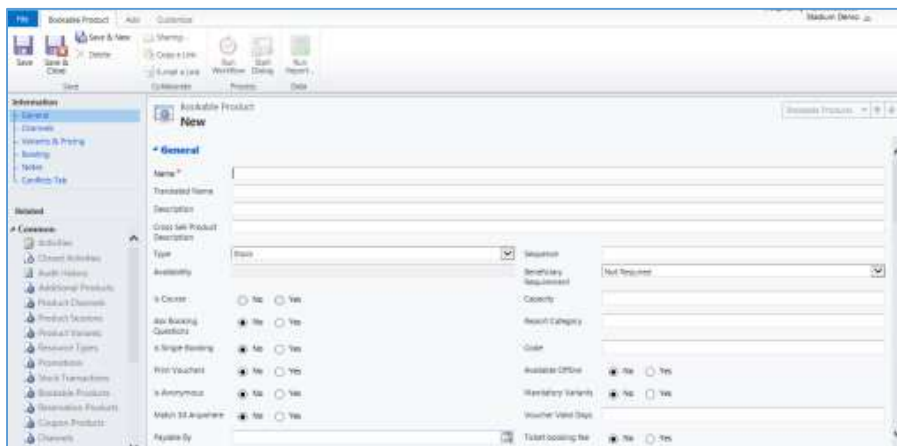 File Bookable Product Add Customize
Stadium Demo
Save
Save & Close
Save & New
Delete
Sharing
Copy a Link
E-mail a Link
Run Workflow
Start Dialog
Run Report
Save Collaborate Process Data
Information
General
Channels
Variants & Pricing
Booking
Notes
Conflicts Tab
Related
Common
Activities
Closed Activities
Audit History
Additional Products
Product Channels
Product Sessions
Product Variants
Resource Types
Promotions
Stock Transactions
Bookable Products
Reservation Products
Coupon Products
Channels
Bookable Product
New
Bookable Products
General
Name *
Translated Name
Description
Cross Sell Product Description
Type Sequence
Availability Beneficiary Requirement Not Required
Is Course No Yes Capacity
Ask Booking Questions No Yes Report Category
Is Single Booking No Yes Code
Print Vouchers No Yes Available Offline No Yes
Is Anonymous No Yes Mandatory Variants No Yes
Match Id Anywhere No Yes Voucher Valid Days
Payable By Ticket booking fee No Yes